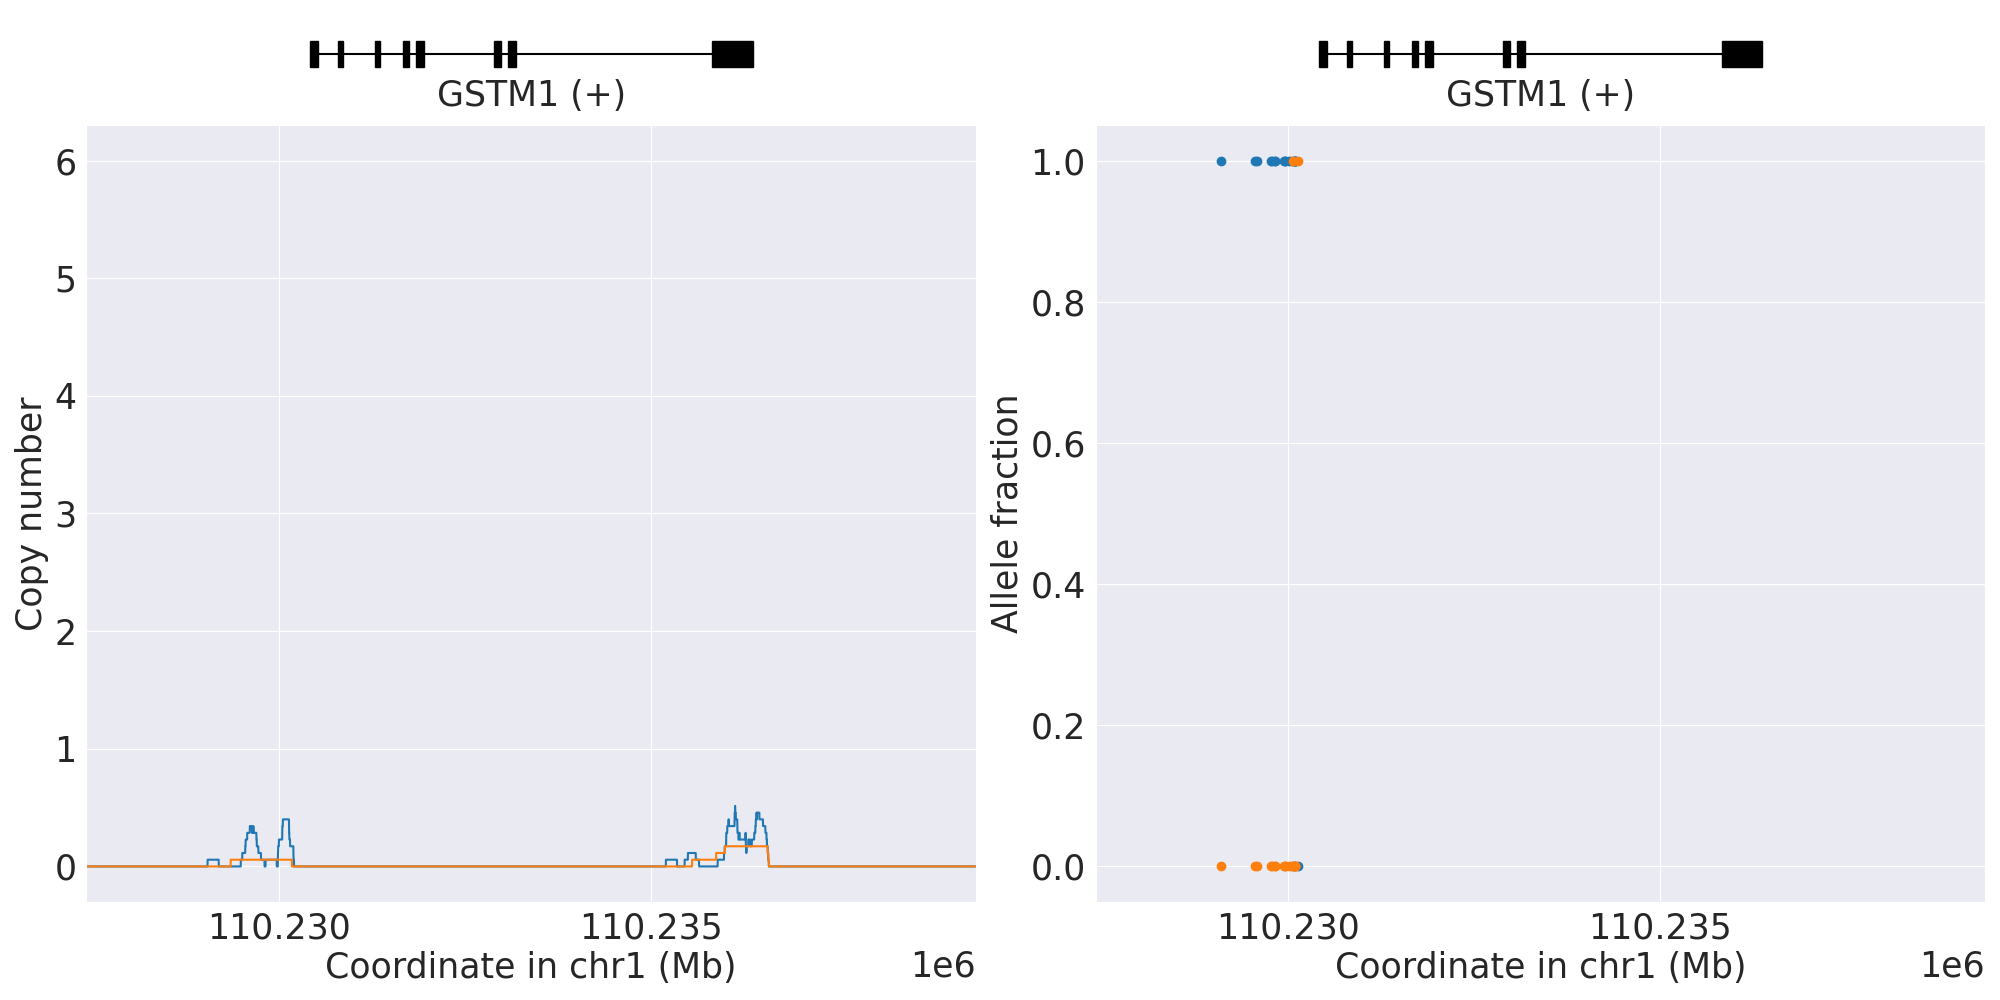 GSTM1 (+)
6
5
4
3
2
1
0
Copy number
110.230
110.235
Coordinate in chr1 (Mb)
1e6
GSTM1 (+)
1.0
0.8
0.6
0.4
0.2
0.0
Allele fraction
110.230
110.235
Coordinate in chr1 (Mb)
1e6